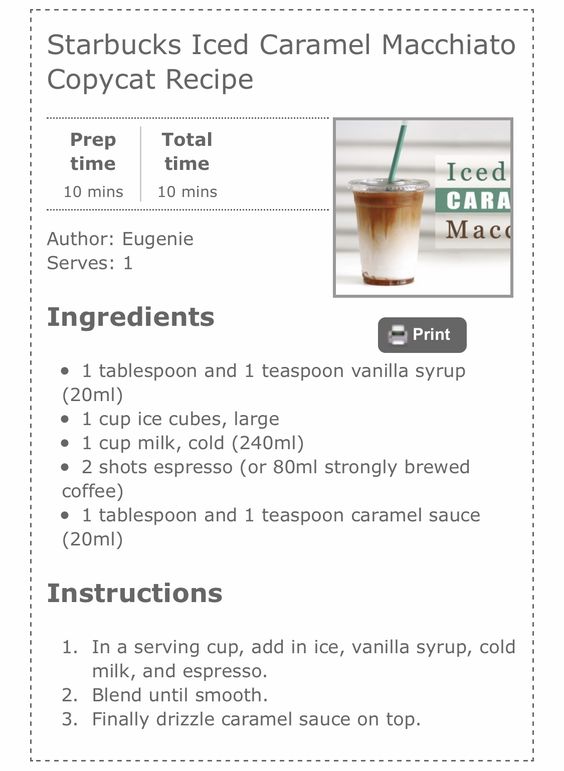 Starbucks Iced Caramel Macchiato
Copycat Recipe
Prep time
10 mins
Total time
10 mins
Iced
CARA
Macc
Author: Eugenie
Serves: 1
Ingredients
Print
• 1 tablespoon and 1 teaspoon vanilla syrup
(20ml)
• 1 cup ice cubes, large
• 1 cup milk, cold (240ml)
• 2 shots espresso (or 80ml strongly brewed
coffee)
• 1 tablespoon and 1 teaspoon caramel sauce
(20ml)
Instructions
1. In a serving cup, add in ice, vanilla syrup, cold
milk, and espresso.
2. Blend until smooth.
3. Finally drizzle caramel sauce on top.